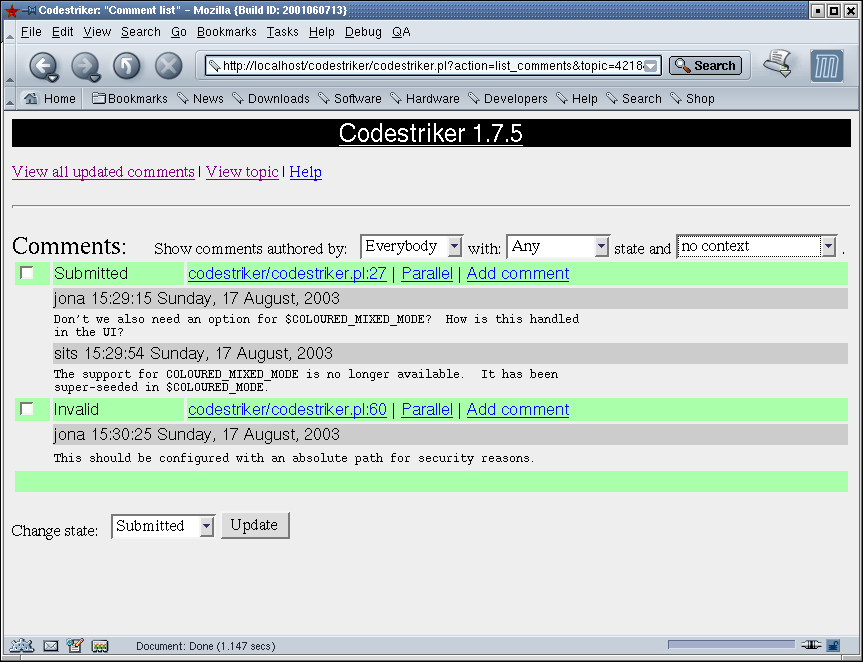 Codestriker: "Comment list" – Mozilla {Build ID: 2001060713}
File Edit View Search Go Bookmarks Tasks Help Debug QA
http://localhost/codestriker/codestriker.pl?action=list_comments&topic=4218 Search
Home Bookmarks News Downloads Software Hardware Developers Help Search Shop
Codestriker 1.7.5
View all updated comments | View topic | Help
Comments: Show comments authored by: Everybody with: Any state and no context .
Submitted codestriker/codestriker.pl:27 | Parallel | Add comment
jona 15:29:15 Sunday, 17 August, 2003
Don't we also need an option for $COLOURED_MIXED_MODE? How is this handled
in the UI?
sits 15:29:54 Sunday, 17 August, 2003
The support for COLOURED_MIXED_MODE is no longer available. It has been
super-seeded in $COLOURED_MODE.
Invalid codestriker/codestriker.pl:60 | Parallel | Add comment
jona 15:30:25 Sunday, 17 August, 2003
This should be configured with an absolute path for security reasons.
Change state: Submitted Update
Document: Done (1.147 secs)